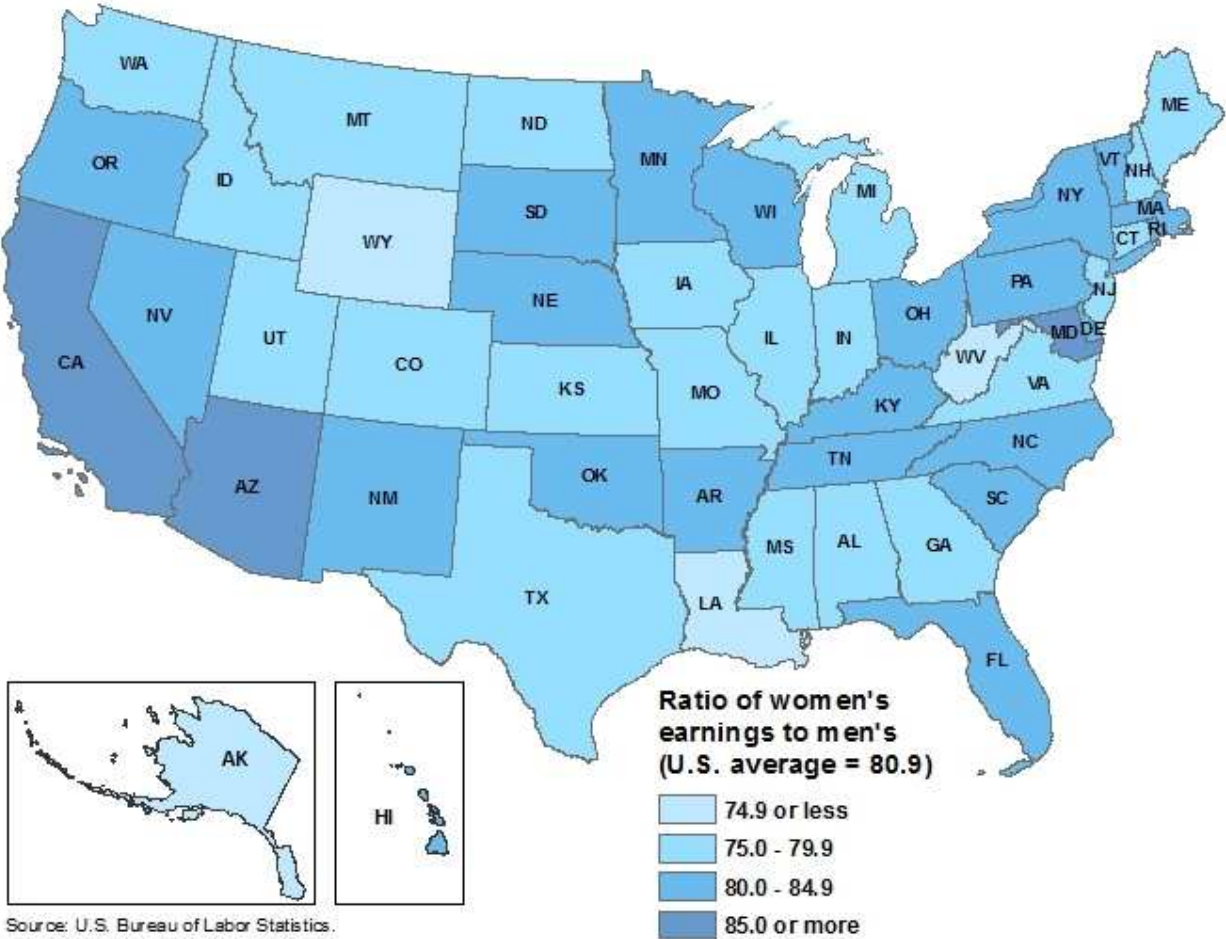 WA
MT
ND
ME
OR
ID
MN
VT
NH
SD
WI
MI
NY
MA
RI
WY
CT
NV
NE
IA
PA
NJ
UT
CO
IL
IN
OH
MD
DE
CA
KS
MO
WV
VA
KY
NC
AZ
NM
OK
TN
AR
SC
MS
AL
GA
TX
LA
FL
AK
HI
Ratio of women's
earnings to men's
(U.S. average = 80.9)
74.9 or less
75.0 - 79.9
80.0 - 84.9
85.0 or more
Source: U.S. Bureau of Labor Statistics.